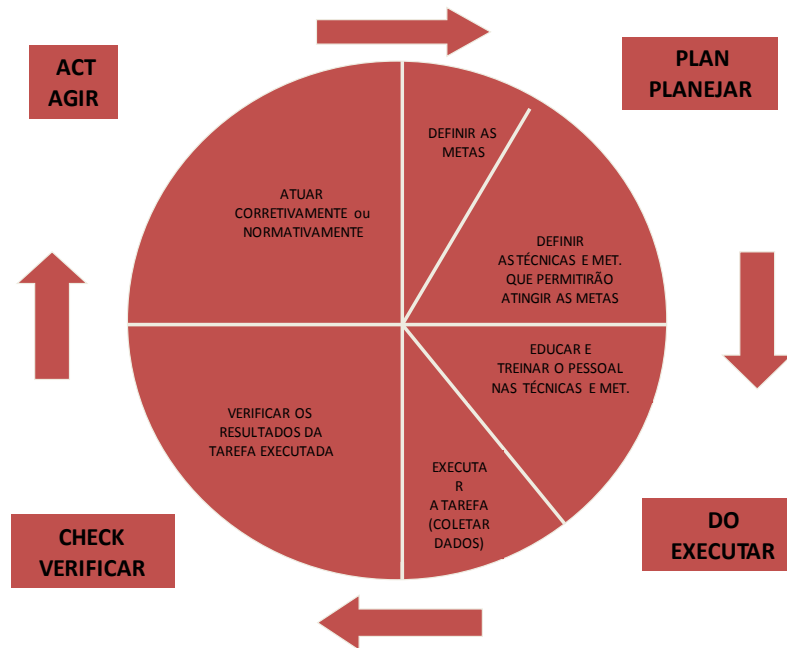 ACT
AGIR
PLAN
PLANEJAR
DEFINIR AS
METAS
ATUAR
CORRETIVAMENTE ou
NORMATIVAMENTE
DEFINIR
AS TÉCNICAS E MET.
QUE PERMITIRÃO
ATINGIR AS METAS
EDUCAR E
TREINAR O PESSOAL
NAS TÉCNICAS E MET.
VERIFICAR OS
RESULTADOS DA
TAREFA EXECUTADA
EXECUTA
R
A TAREFA
(COLETAR
DADOS)
CHECK
VERIFICAR
DO
EXECUTAR